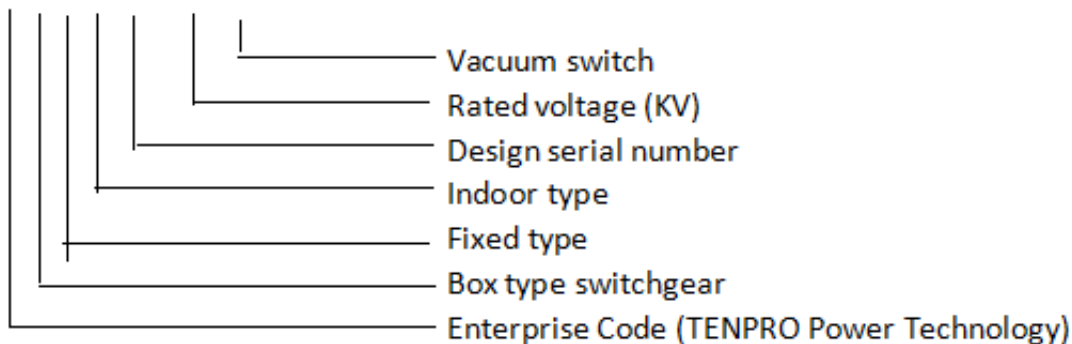 Vacuum switch
Rated voltage (KV)
Design serial number
Indoor type
Fixed type
Box type switchgear
Enterprise Code (TENPRO Power Technology)